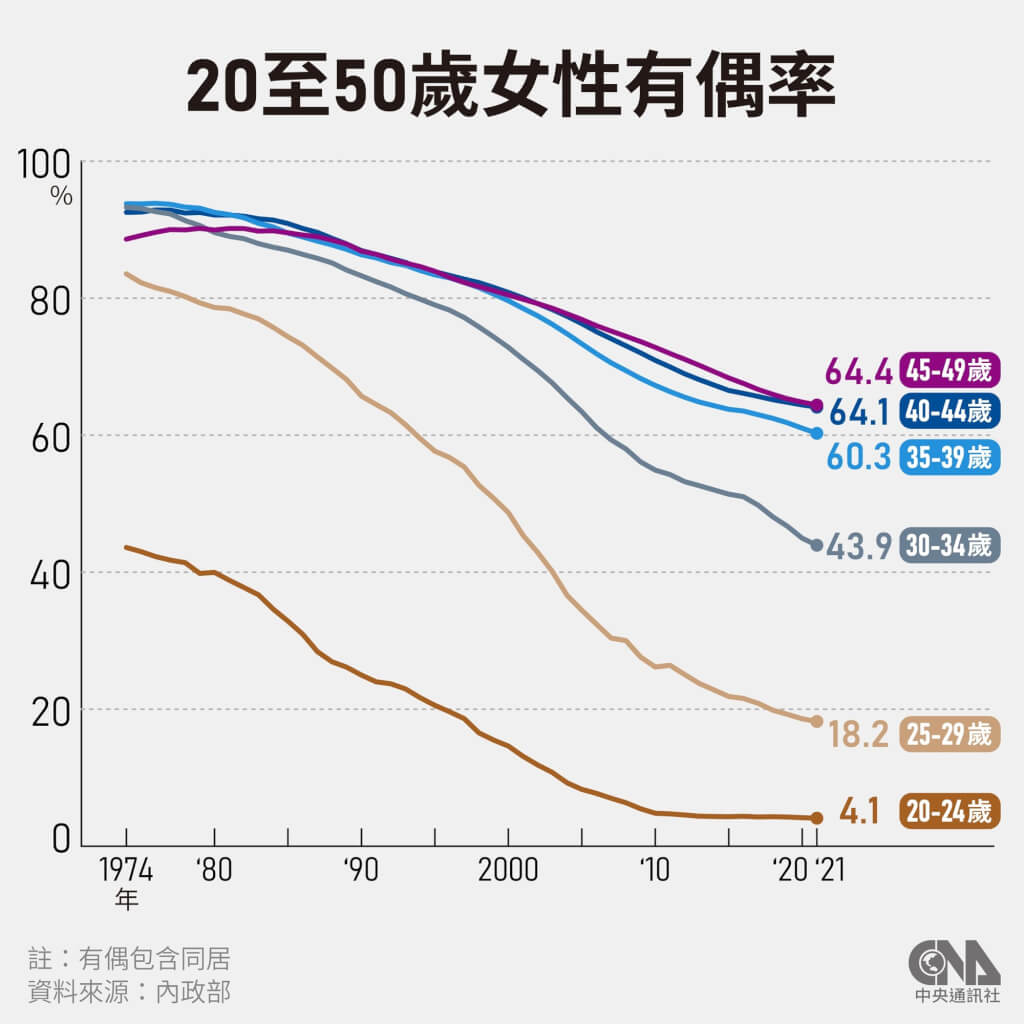 20至50歲女性有偶率
100
%
80
60
40
20
0
64.4 45-49歲
64.1 40-44歲
60.3 35-39歲
43.9 30-34歲
18.2 25-29歲
4.1 20-24歲
1974 '80 '90 2000 '10 '20 '21
年
註：有偶包含同居
資料來源：內政部
CNA
中央通訊社